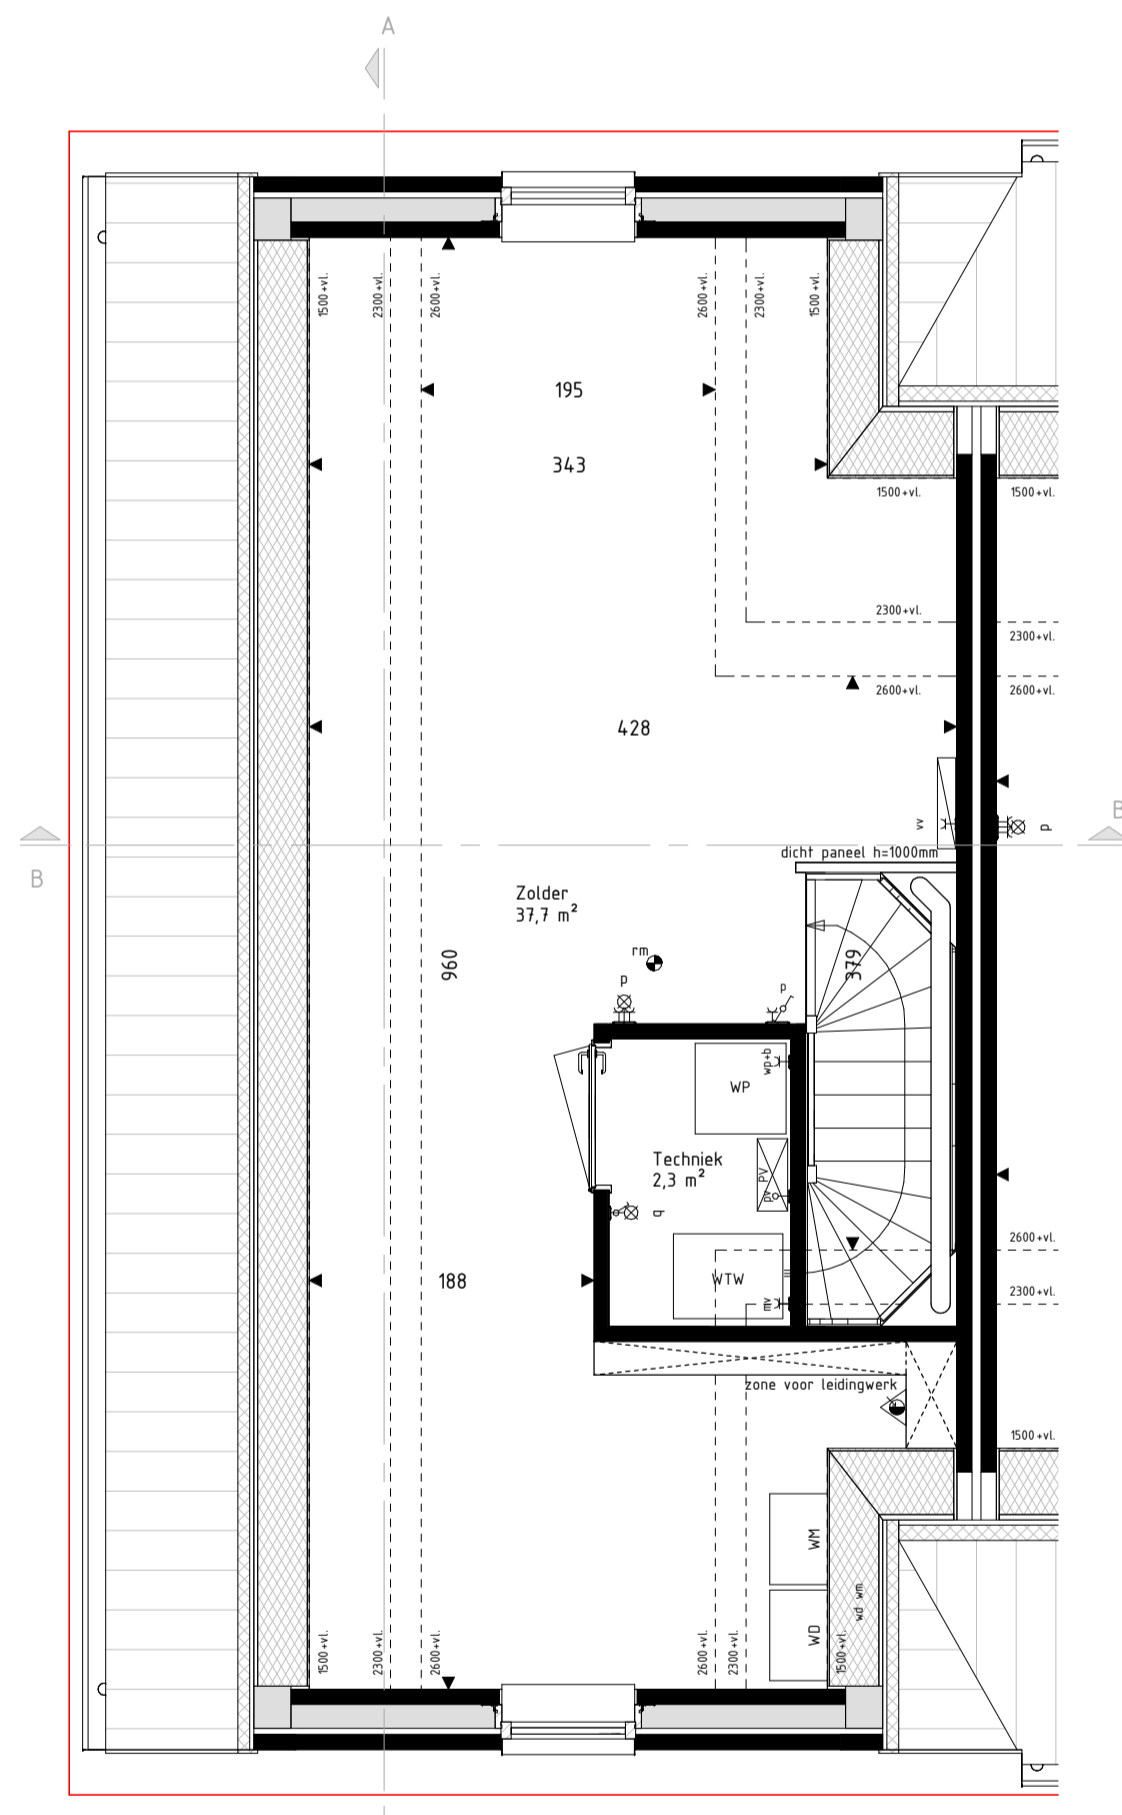 A
1500+vl.
2300+vl.
2600+vl.
2600+vl.
2300+vl.
1500+vl.
195
343
1500+vl.
1500+vl.
2300+vl.
2300+vl.
2600+vl.
2600+vl.
428
vv
p
B
B
dicht paneel h=1000mm
Zolder
37,7 m²
rm
960
379
p
p
wp+b
WP
Techniek
2,3 m²
PV
pv
q
2600+vl.
188
WTW
2300+vl.
mv
zone voor leidingwerk
1500+vl.
WM
wd wm
WD
1500+vl.
2300+vl.
2600+vl.
2600+vl.
2300+vl.
1500+vl.